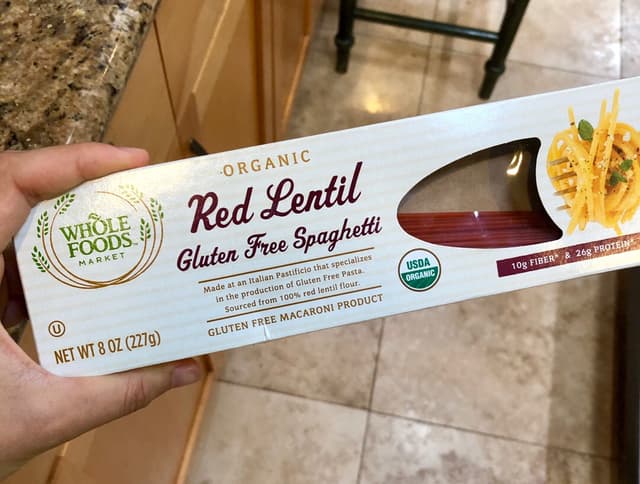 ORGANIC
Red Lentil
Gluten Free Spaghetti
Made at an Italian Pastificio that specializes
in the production of Gluten Free Pasta.
Sourced from 100% red lentil flour.
GLUTEN FREE MACARONI PRODUCT
WHOLE
FOODS
MARKET
U
NET WT 8 OZ (227g)
USDA
ORGANIC
10g FIBER* & 26g PROTEIN*